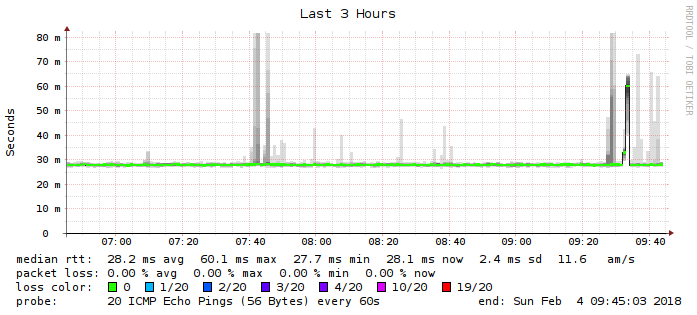 Last 3 Hours
RRDTOOL / TOBI OETIKER
Seconds
80 m
70 m
60 m
50 m
40 m
30 m
20 m
10 m
0
07:00 07:20 07:40 08:00 08:20 08:40 09:00 09:20 09:40
median rtt: 28.2 ms avg 60.1 ms max 27.7 ms min 28.1 ms now 2.4 ms sd 11.6 am/s
packet loss: 0.00 % avg 0.00 % max 0.00 % min 0.00 % now
loss color: 0 1/20 2/20 3/20 4/20 10/20 19/20
probe: 20 ICMP Echo Pings (56 Bytes) every 60s end: Sun Feb 4 09:45:03 2018